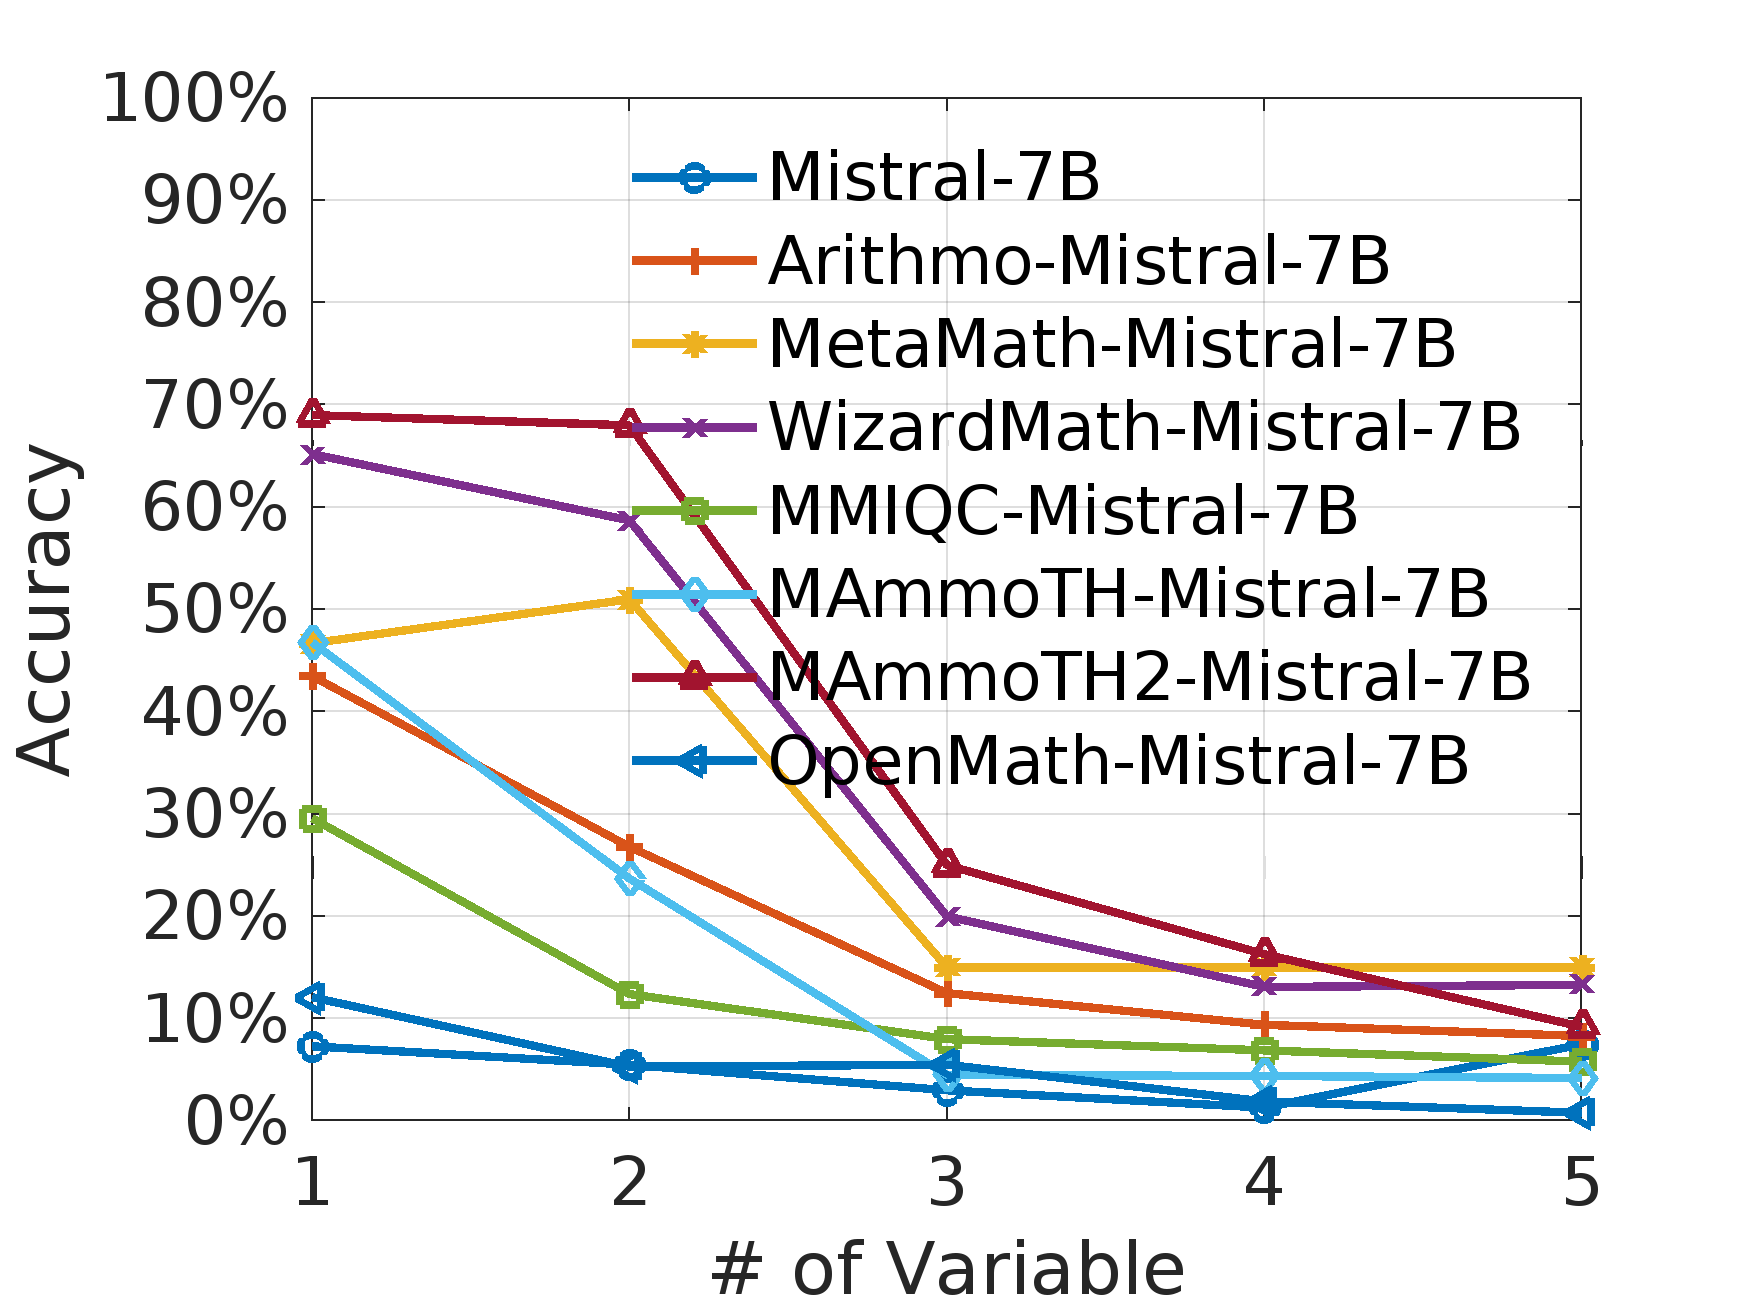 100%
90%
80%
70%
60%
50%
40%
30%
20%
10%
0%
Accuracy
Mistral-7B
Arithmo-Mistral-7B
MetaMath-Mistral-7B
WizardMath-Mistral-7B
MMIQC-Mistral-7B
MAmmoTH-Mistral-7B
MAmmoTH2-Mistral-7B
OpenMath-Mistral-7B
1 2 3 4 5
# of Variable